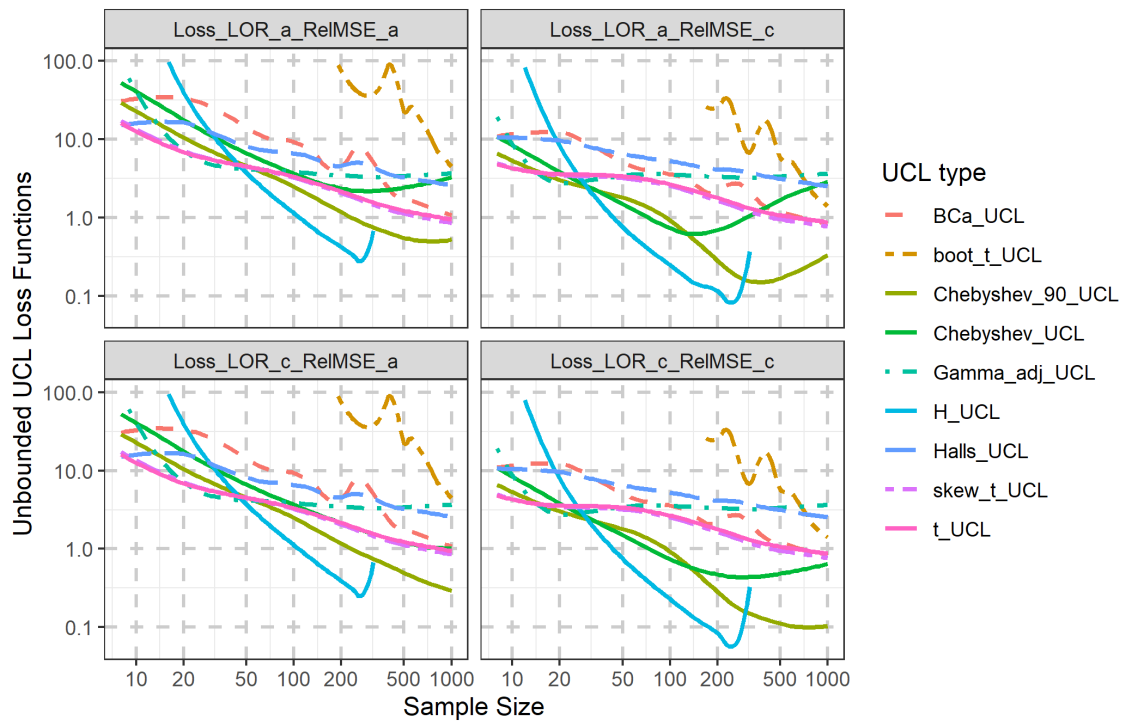 Loss_LOR_a_RelMSE_a
Loss_LOR_a_RelMSE_c
100.0
10.0
1.0
0.1
Loss_LOR_c_RelMSE_a
Loss_LOR_c_RelMSE_c
100.0
10.0
1.0
0.1
10 20 50 100 200 500 1000
10 20 50 100 200 500 1000
Sample Size
Unbounded UCL Loss Functions
UCL type
BCa_UCL
boot_t_UCL
Chebyshev_90_UCL
Chebyshev_UCL
Gamma_adj_UCL
H_UCL
Halls_UCL
skew_t_UCL
t_UCL